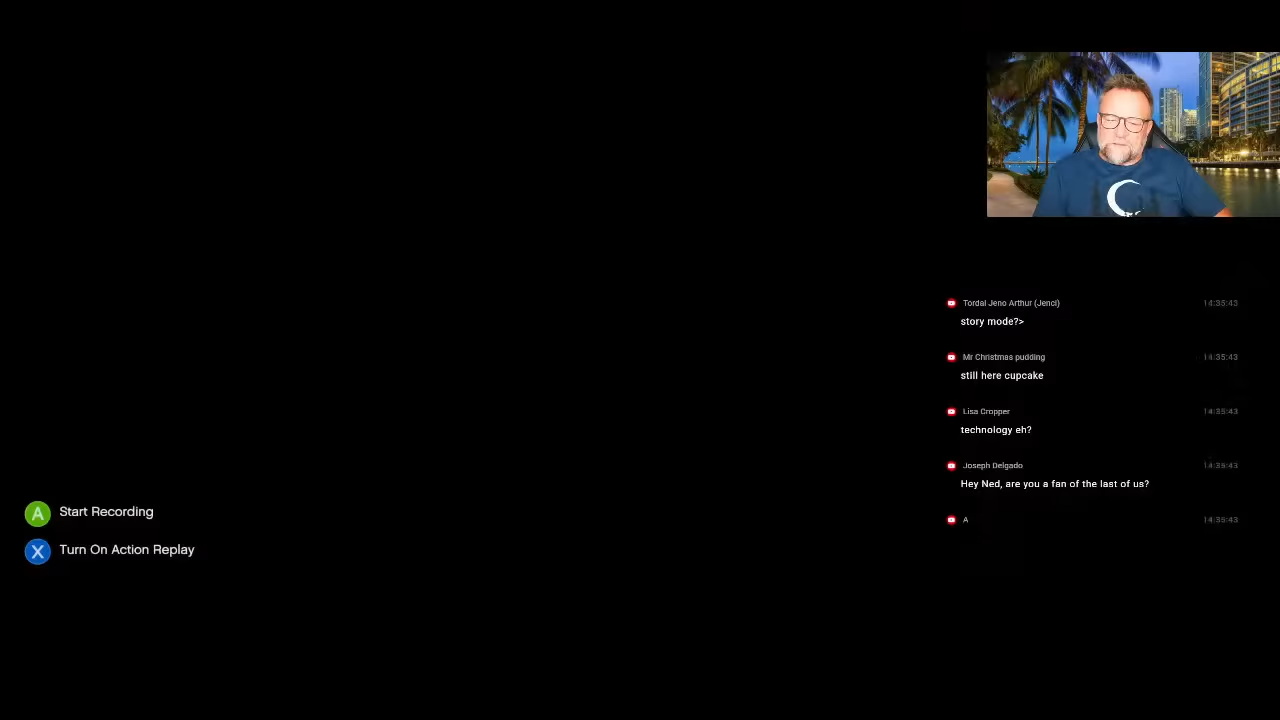 Tordai Jeno Arthur (Jenci) 14:35:43
story mode?>
Mr Christmas pudding 14:35:43
still here cupcake
Lisa Cropper 14:35:43
technology eh?
Joseph Delgado 14:35:43
Hey Ned, are you a fan of the last of us?
A 14:35:43
A Start Recording
X Turn On Action Replay